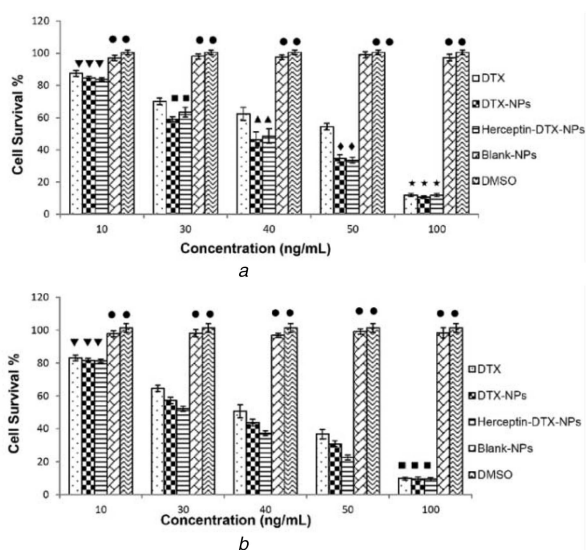 120
100
80
60
40
20
0
Cell Survival %
10 30 40 50 100
Concentration (ng/mL)
DTX
DTX-NPs
Herceptin-DTX-NPs
Blank-NPs
DMSO
a
120
100
80
60
40
20
0
Cell Survival %
10 30 40 50 100
Concentration (ng/mL)
DTX
DTX-NPs
Herceptin-DTX-NPs
Blank-NPs
DMSO
b